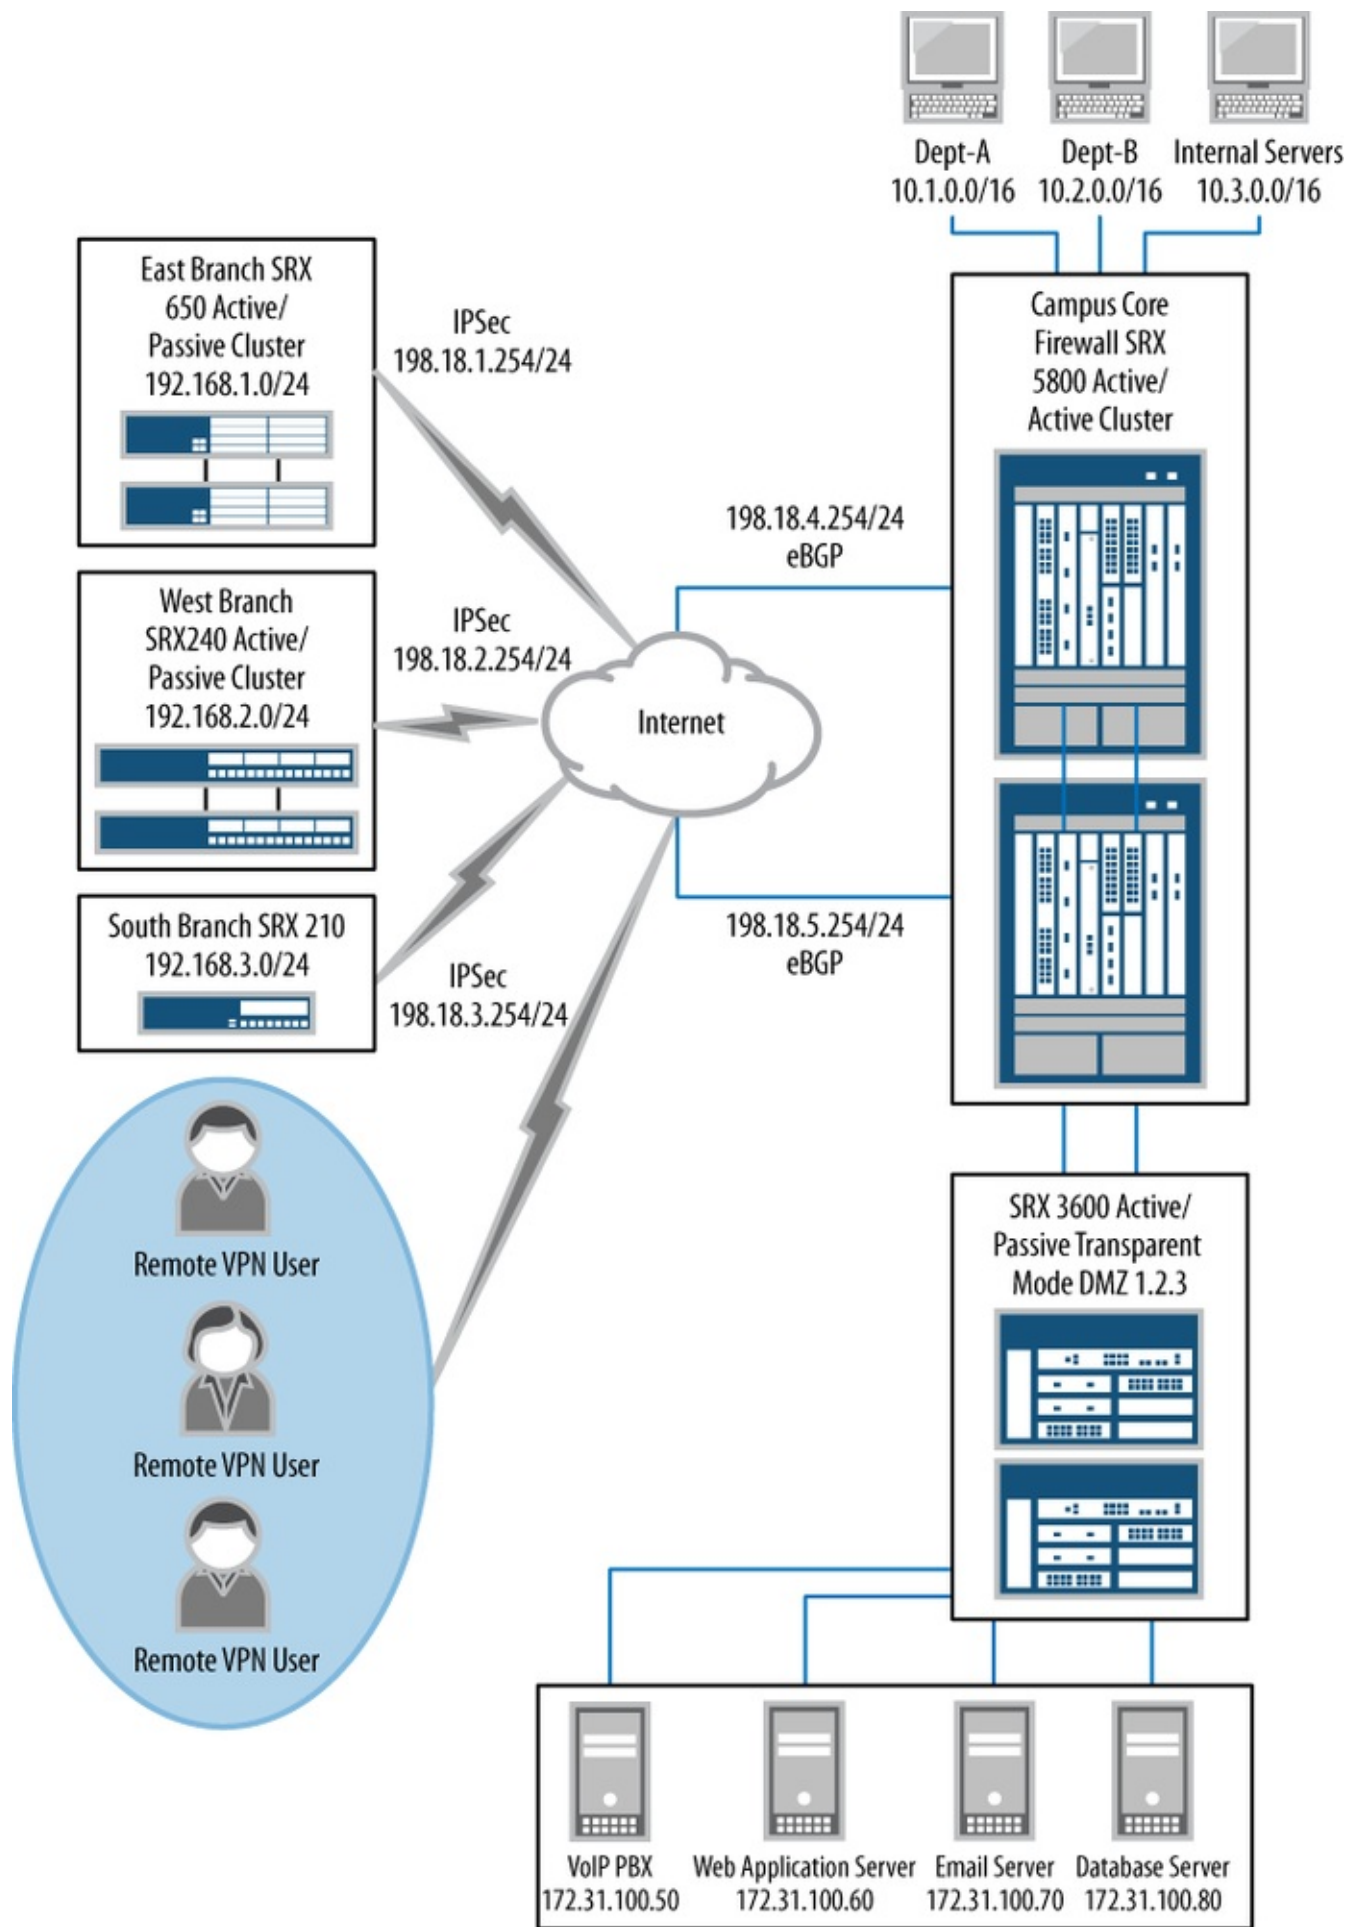 Dept-A
10.1.0.0/16
Dept-B
10.2.0.0/16
Internal Servers
10.3.0.0/16
East Branch SRX
650 Active/
Passive Cluster
192.168.1.0/24
IPSec
198.18.1.254/24
Campus Core
Firewall SRX
5800 Active/
Active Cluster
198.18.4.254/24
eBGP
West Branch
SRX240 Active/
Passive Cluster
192.168.2.0/24
IPSec
198.18.2.254/24
Internet
South Branch SRX 210
192.168.3.0/24
IPSec
198.18.3.254/24
198.18.5.254/24
eBGP
Remote VPN User
Remote VPN User
Remote VPN User
SRX 3600 Active/
Passive Transparent
Mode DMZ 1.2.3
VoIP PBX
172.31.100.50
Web Application Server
172.31.100.60
Email Server
172.31.100.70
Database Server
172.31.100.80